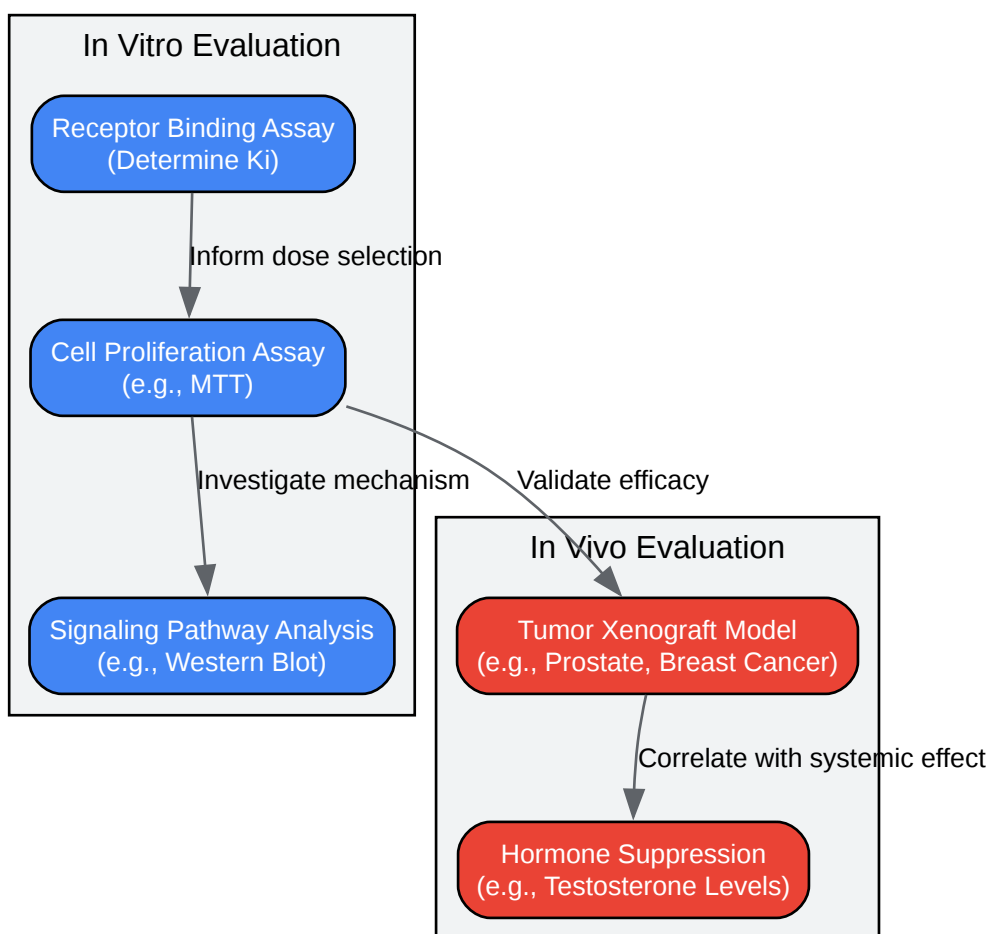 In Vitro Evaluation
Receptor Binding Assay
(Determine Ki)
Inform dose selection
Cell Proliferation Assay
(e.g., MTT)
Investigate mechanism
Validate efficacy
In Vivo Evaluation
Signaling Pathway Analysis
(e.g., Western Blot)
Tumor Xenograft Model
(e.g., Prostate, Breast Cancer)
Correlate with systemic effect
Hormone Suppression
(e.g., Testosterone Levels)